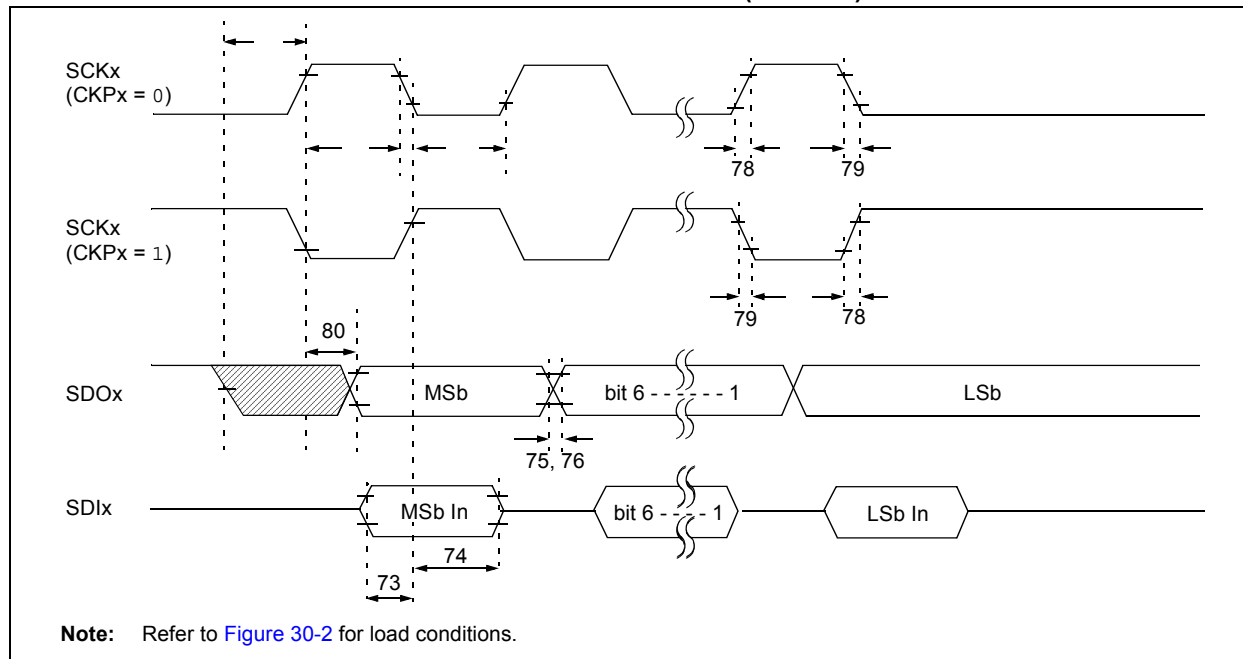 SCKx
(CKPx = 0)
78
79
SCKx
(CKPx = 1)
79
78
80
SDOx
MSb
bit 6 - - - - - - 1
LSb
75, 76
SDIx
MSb In
bit 6 - - - - 1
LSb In
74
73
Note: Refer to Figure 30-2 for load conditions.